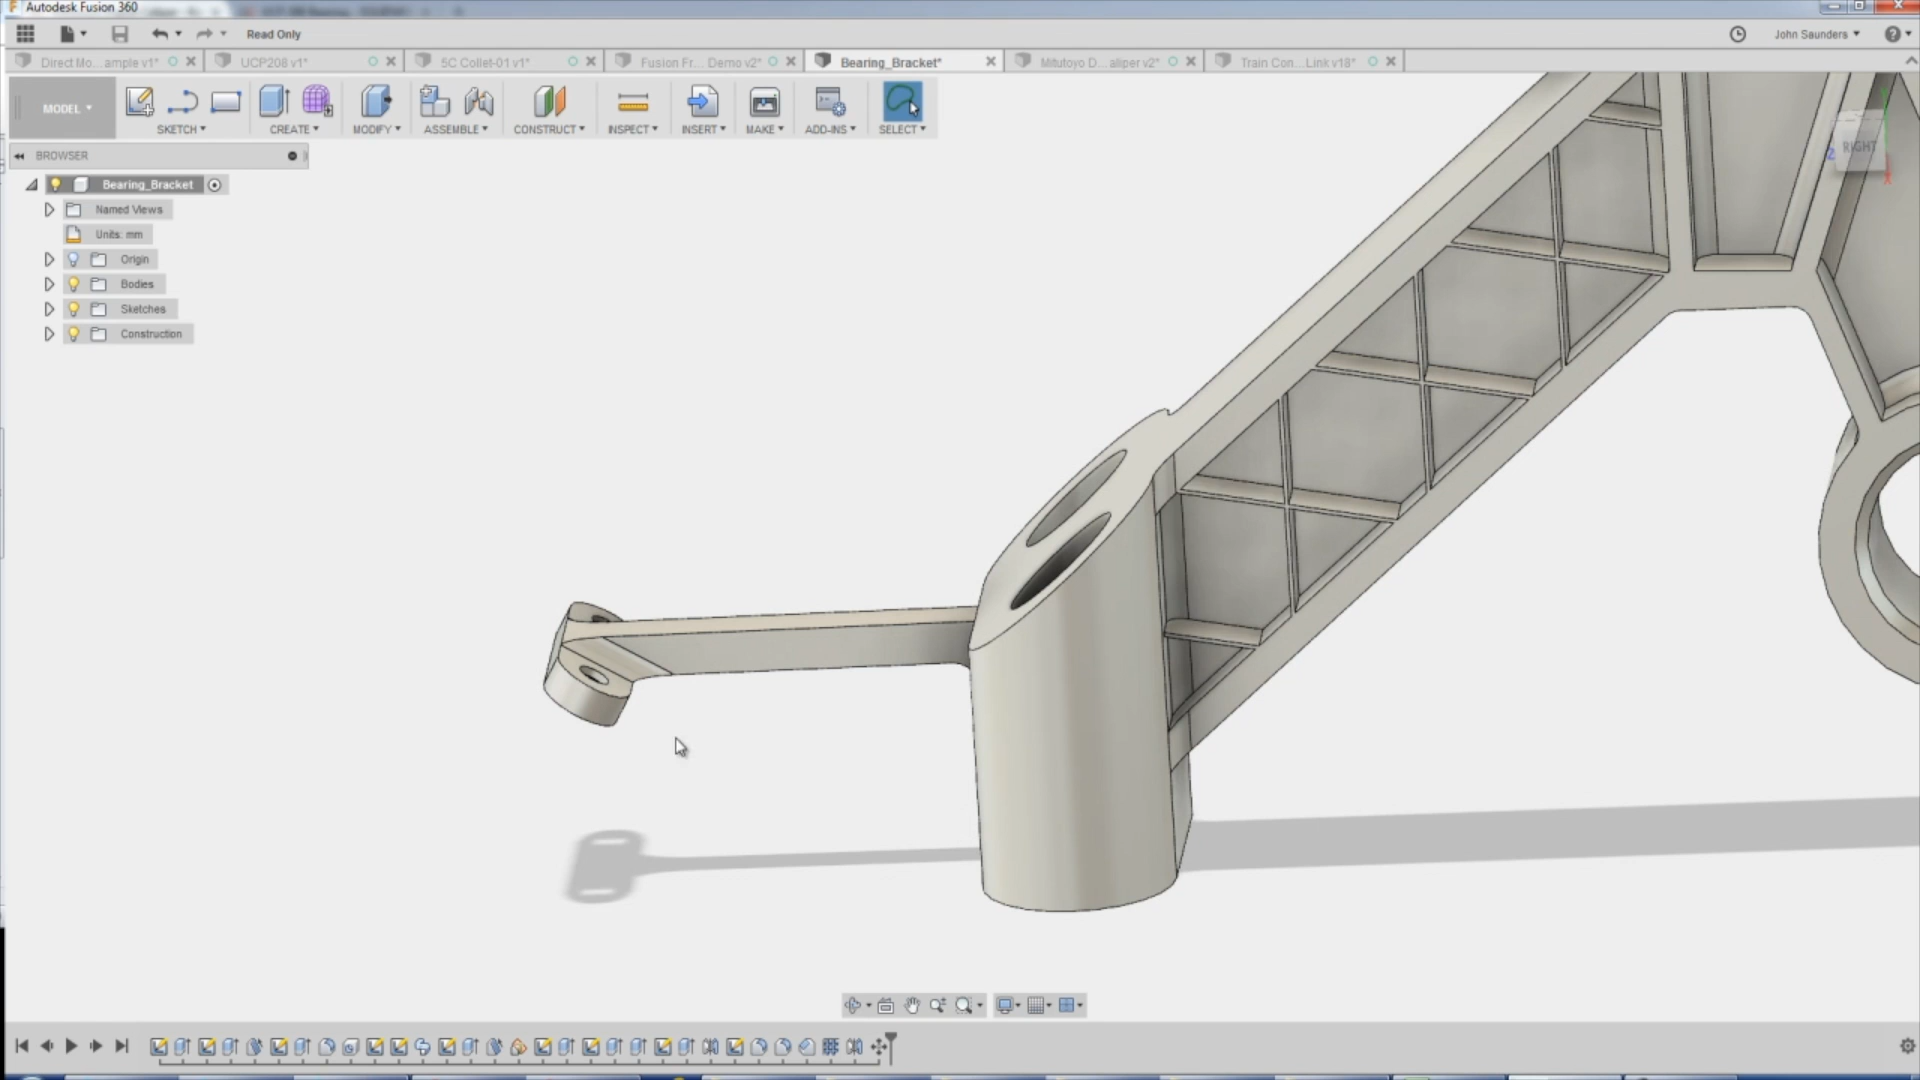 Autodesk Fusion 360
Read Only
John Saunders
Direct Mo...ample v1*
UCP208 v1*
5C Collet-01 v1*
Fusion Fr... Demo v2*
Bearing_Bracket*
Mitutoyo D...aliper v2*
Train Con...Link v18*
MODEL
SKETCH
CREATE
MODIFY
ASSEMBLE
CONSTRUCT
INSPECT
INSERT
MAKE
ADD-INS
SELECT
RIGHT
Z
X
BROWSER
Bearing_Bracket
Named Views
Units: mm
Origin
Bodies
Sketches
Construction